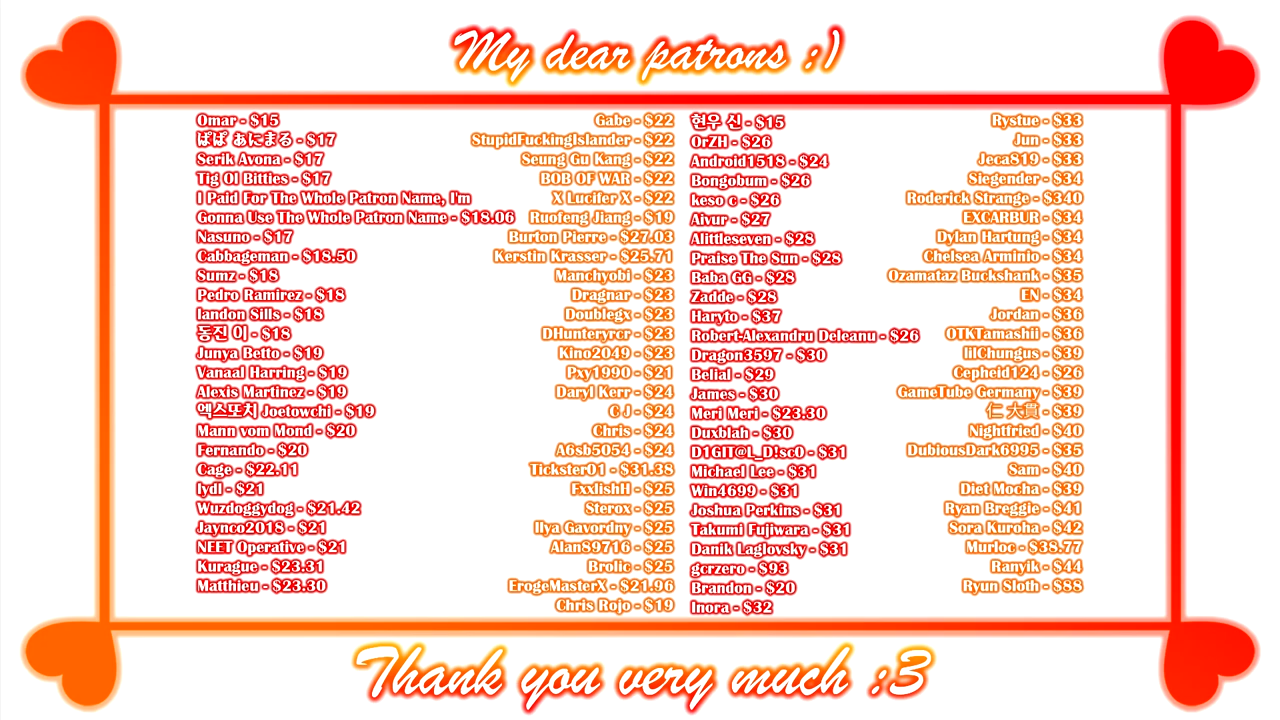 My dear patrons :)
Omar - $15
ぱぱ あにまる - $17
Serik Avona - $17
Tig Ol Bitties - $17
I Paid For The Whole Patron Name, I'm
Gonna Use The Whole Patron Name - $18.06
Nasuno - $17
Cabbageman - $18.50
Sumz - $18
Pedro Ramirez - $18
landon Sills - $18
동진 이 - $18
Junya Betto - $19
Vanaal Harring - $19
Alexis Martinez - $19
엑스또치 Joetowchi - $19
Mann vom Mond - $20
Fernando - $20
Cage - $22.11
lydl - $21
Wuzdoggydog - $21.42
Jaynco2018 - $21
NEET Operative - $21
Kurague - $23.31
Matthieu - $23.30
Gabe - $22
StupidFuckingIslander - $22
Seung Gu Kang - $22
BOB OF WAR - $22
X Lucifer X - $22
Ruofeng Jiang - $19
Burton Pierre - $27.03
Kerstin Krasser - $25.71
Manchyobi - $23
Dragnar - $23
Doublegx - $23
DHunteryrcr - $23
Kino2049 - $23
Pxy1990 - $21
Daryl Kerr - $24
C J - $24
Chris - $24
A6sb5054 - $24
Tickster01 - $31.38
FxxlishH - $25
Sterox - $25
Ilya Gavordny - $25
Alan89716 - $25
Brolic - $25
ErogeMasterX - $21.96
Chris Rojo - $19
현우 신 - $15
OrZH - $26
Android1518 - $24
Bongobum - $26
keso c - $26
Aivur - $27
Alittleseven - $28
Praise The Sun - $28
Baba GG - $28
Zadde - $28
Haryto - $37
Robert-Alexandru Deleanu - $26
Dragon3597 - $30
Belial - $29
James - $30
Meri Meri - $23.30
Duxblah - $30
D1GIT@L_D!sc0 - $31
Michael Lee - $31
Win4699 - $31
Joshua Perkins - $31
Takumi Fujiwara - $31
Danik Laglovsky - $31
gcrzero - $93
Brandon - $20
Inora - $32
Rystue - $33
Jun - $33
Jeca819 - $33
Siegender - $34
Roderick Strange - $340
EXCARBUR - $34
Dylan Hartung - $34
Chelsea Arminio - $34
Ozamataz Buckshank - $35
EN - $34
Jordan - $36
OTKTamashii - $36
lilChungus - $39
Cepheid124 - $26
GameTube Germany - $39
仁 大貫 - $39
Nightfried - $40
DubiousDark6995 - $35
Sam - $40
Diet Mocha - $39
Ryan Breggie - $41
Sora Kuroha - $42
Murloc - $38.77
Ranyik - $44
Ryun Sloth - $88
Thank you very much :3